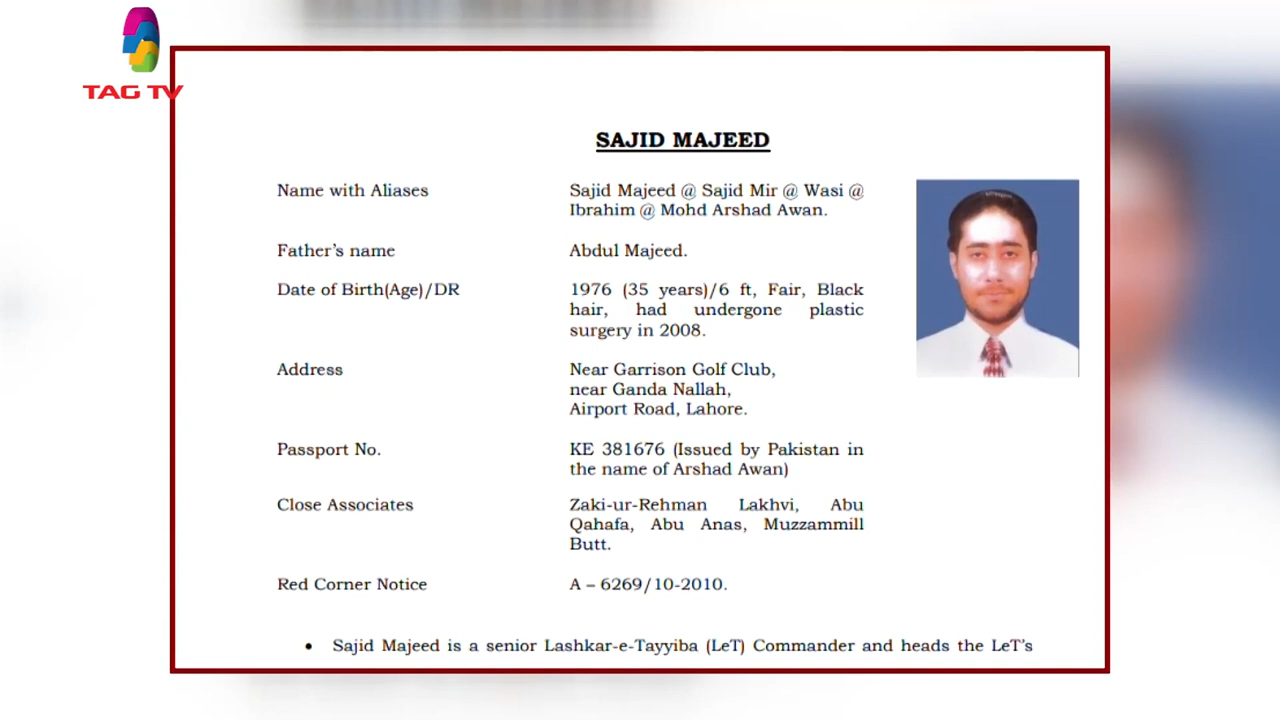 TAG TV
SAJID MAJEED
Name with Aliases
Sajid Majeed @ Sajid Mir @ Wasi @
Ibrahim @ Mohd Arshad Awan.
Father's name
Abdul Majeed.
Date of Birth(Age)/DR
1976 (35 years)/6 ft, Fair, Black
hair, had undergone plastic
surgery in 2008.
Address
Near Garrison Golf Club,
near Ganda Nallah,
Airport Road, Lahore.
Passport No.
KE 381676 (Issued by Pakistan in
the name of Arshad Awan)
Close Associates
Zaki-ur-Rehman Lakhvi, Abu
Qahafa, Abu Anas, Muzzammill
Butt.
Red Corner Notice
A – 6269/10-2010.
• Sajid Majeed is a senior Lashkar-e-Tayyiba (LeT) Commander and heads the LeT's